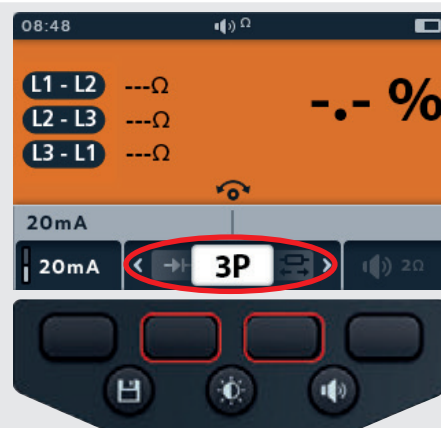 08:48 Ω
L1 - L2 ---Ω
-.- %
L2 - L3 ---Ω
L3 - L1 ---Ω
20mA
20mA < 3P > 2Ω